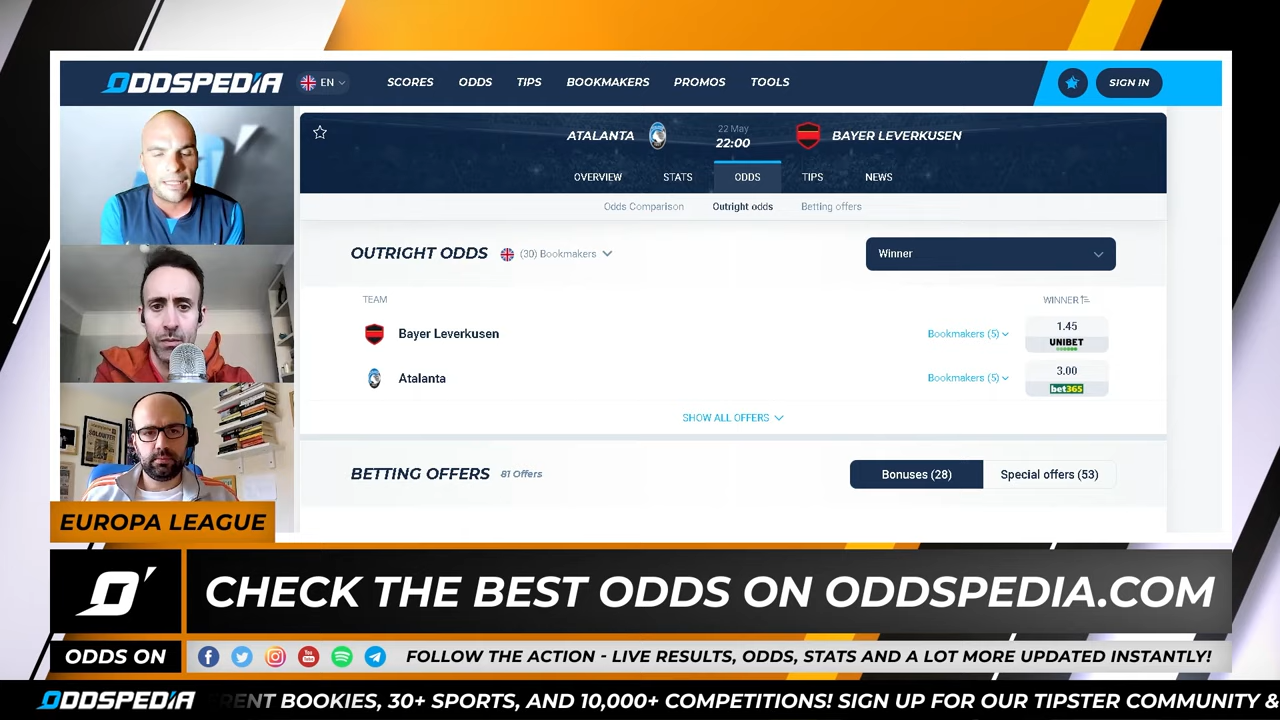 ODDSPEDIA
EN
SCORES
ODDS
TIPS
BOOKMAKERS
PROMOS
TOOLS
SIGN IN
ATALANTA
22 May
22:00
BAYER LEVERKUSEN
OVERVIEW
STATS
ODDS
TIPS
NEWS
Odds Comparison
Outright odds
Betting offers
OUTRIGHT ODDS
(30) Bookmakers
Winner
TEAM
WINNER
Bayer Leverkusen
Bookmakers (5)
1.45
UNIBET
Atalanta
Bookmakers (5)
3.00
bet365
SHOW ALL OFFERS
BETTING OFFERS
81 Offers
Bonuses (28)
Special offers (53)
EUROPA LEAGUE
CHECK THE BEST ODDS ON ODDSPEDIA.COM
ODDS ON
FOLLOW THE ACTION - LIVE RESULTS, ODDS, STATS AND A LOT MORE UPDATED INSTANTLY!
ODDSPEDIA
RENT BOOKIES, 30+ SPORTS, AND 10,000+ COMPETITIONS! SIGN UP FOR OUR TIPSTER COMMUNITY &